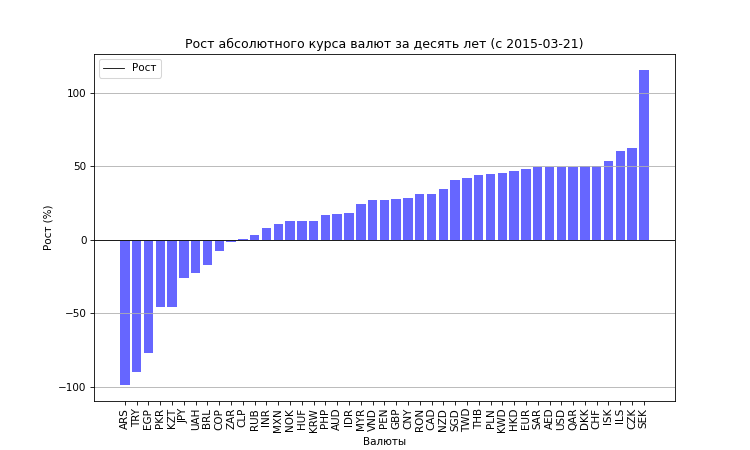 Рост абсолютного курса валют за десять лет (с 2015-03-21)
Рост
100
50
0
−50
−100
Рост (%)
ARS TRY EGP PKR KZT JPY UAH BRL COP ZAR CLP RUB INR MXN NOK HUF KRW PHP AUD IDR MYR VND PEN GBP CNY RON CAD NZD SGD TWD THB PLN KWD HKD EUR SAR AED USD QAR DKK CHF ISK ILS CZK SEK
Валюты